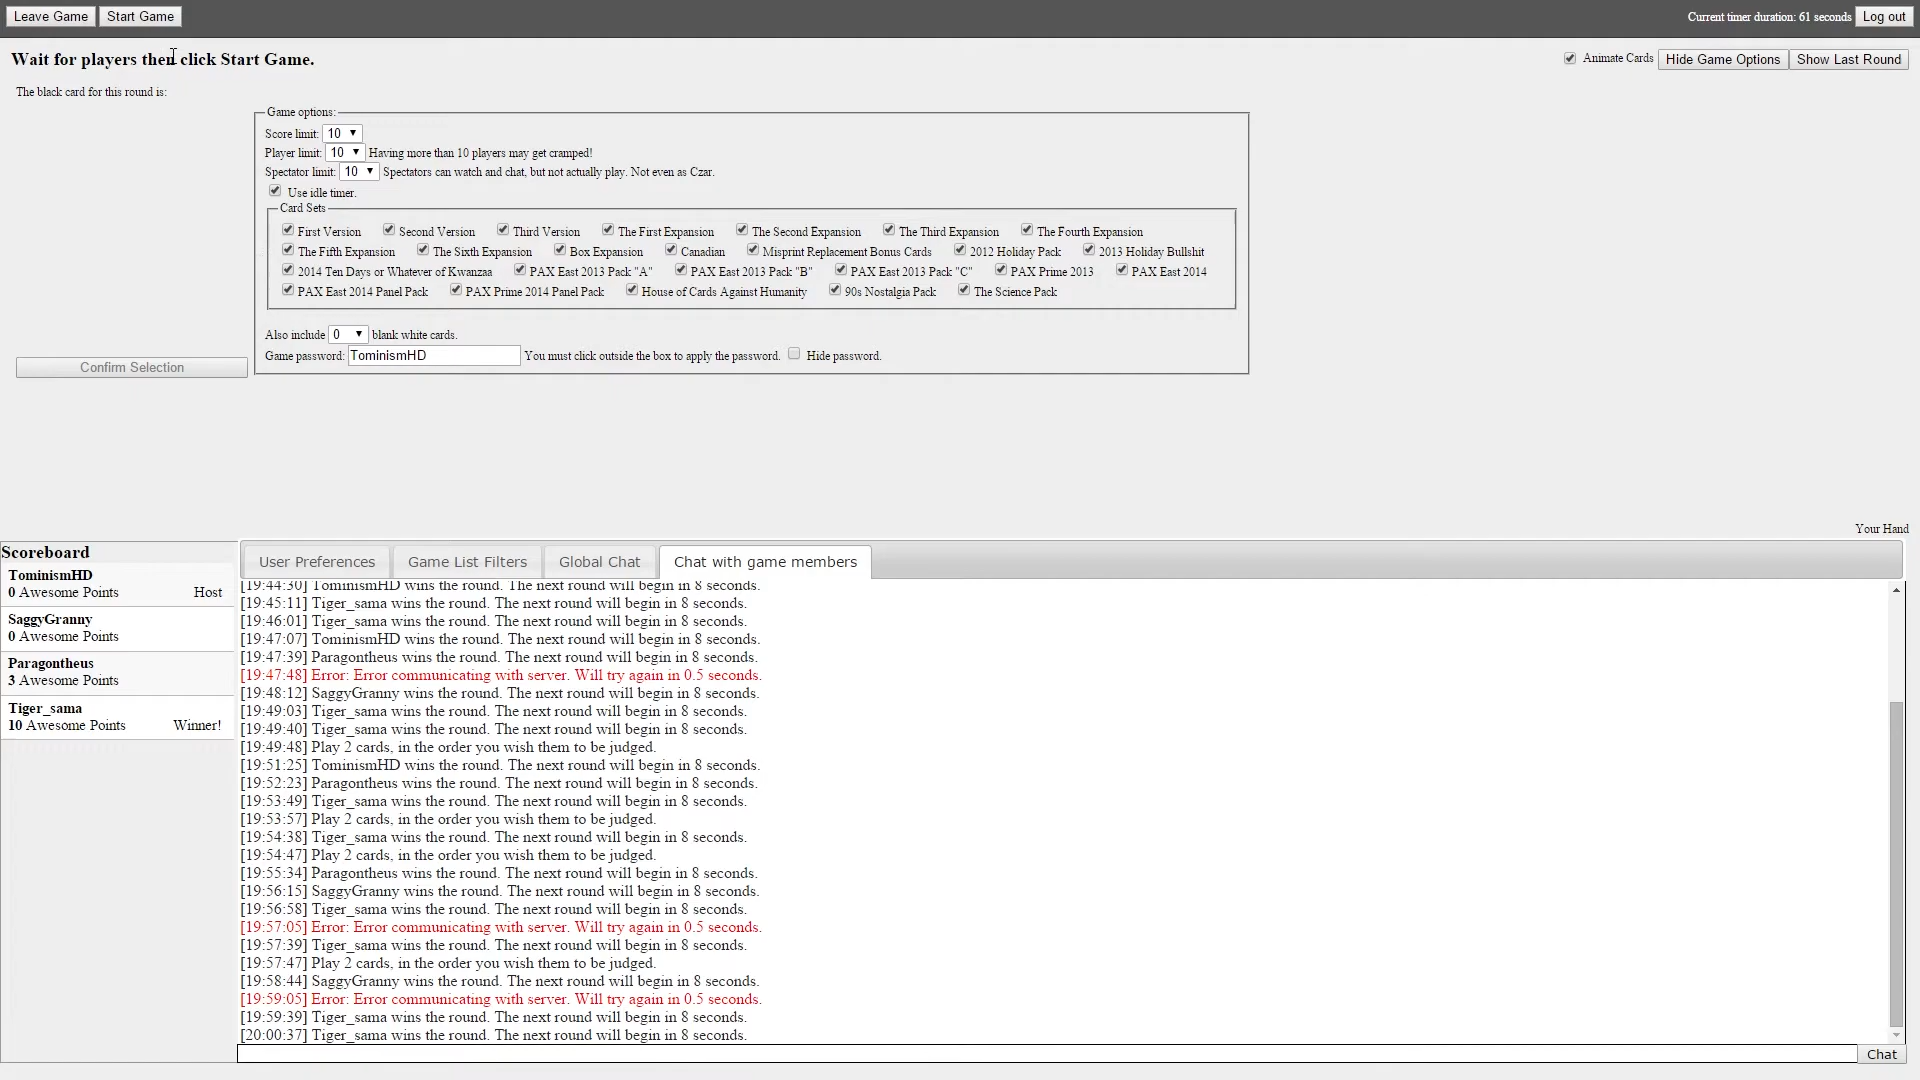 Leave Game Start Game Current timer duration: 61 seconds Log out
Wait for players then click Start Game. Animate Cards Hide Game Options Show Last Round
The black card for this round is:
Game options:
Score limit: 10
Player limit: 10 Having more than 10 players may get cramped!
Spectator limit: 10 Spectators can watch and chat, but not actually play. Not even as Czar.
Use idle timer.
Card Sets
First Version Second Version Third Version The First Expansion The Second Expansion The Third Expansion The Fourth Expansion
The Fifth Expansion The Sixth Expansion Box Expansion Canadian Misprint Replacement Bonus Cards 2012 Holiday Pack 2013 Holiday Bullshit
2014 Ten Days or Whatever of Kwanzaa PAX East 2013 Pack "A" PAX East 2013 Pack "B" PAX East 2013 Pack "C" PAX Prime 2013 PAX East 2014
PAX East 2014 Panel Pack PAX Prime 2014 Panel Pack House of Cards Against Humanity 90s Nostalgia Pack The Science Pack
Also include 0 blank white cards.
Game password: TominismHD You must click outside the box to apply the password. Hide password.
Confirm Selection
Your Hand
Scoreboard
TominismHD
0 Awesome Points Host
SaggyGranny
0 Awesome Points
Paragontheus
3 Awesome Points
Tiger_sama
10 Awesome Points Winner!
User Preferences Game List Filters Global Chat Chat with game members
[19:44:30] TominismHD wins the round. The next round will begin in 8 seconds.
[19:45:11] Tiger_sama wins the round. The next round will begin in 8 seconds.
[19:46:01] Tiger_sama wins the round. The next round will begin in 8 seconds.
[19:47:07] TominismHD wins the round. The next round will begin in 8 seconds.
[19:47:39] Paragontheus wins the round. The next round will begin in 8 seconds.
[19:47:48] Error: Error communicating with server. Will try again in 0.5 seconds.
[19:48:12] SaggyGranny wins the round. The next round will begin in 8 seconds.
[19:49:03] Tiger_sama wins the round. The next round will begin in 8 seconds.
[19:49:40] Tiger_sama wins the round. The next round will begin in 8 seconds.
[19:49:48] Play 2 cards, in the order you wish them to be judged.
[19:51:25] TominismHD wins the round. The next round will begin in 8 seconds.
[19:52:23] Paragontheus wins the round. The next round will begin in 8 seconds.
[19:53:49] Tiger_sama wins the round. The next round will begin in 8 seconds.
[19:53:57] Play 2 cards, in the order you wish them to be judged.
[19:54:38] Tiger_sama wins the round. The next round will begin in 8 seconds.
[19:54:47] Play 2 cards, in the order you wish them to be judged.
[19:55:34] Paragontheus wins the round. The next round will begin in 8 seconds.
[19:56:15] SaggyGranny wins the round. The next round will begin in 8 seconds.
[19:56:58] Tiger_sama wins the round. The next round will begin in 8 seconds.
[19:57:05] Error: Error communicating with server. Will try again in 0.5 seconds.
[19:57:39] Tiger_sama wins the round. The next round will begin in 8 seconds.
[19:57:47] Play 2 cards, in the order you wish them to be judged.
[19:58:44] SaggyGranny wins the round. The next round will begin in 8 seconds.
[19:59:05] Error: Error communicating with server. Will try again in 0.5 seconds.
[19:59:39] Tiger_sama wins the round. The next round will begin in 8 seconds.
[20:00:37] Tiger_sama wins the round. The next round will begin in 8 seconds.
Chat